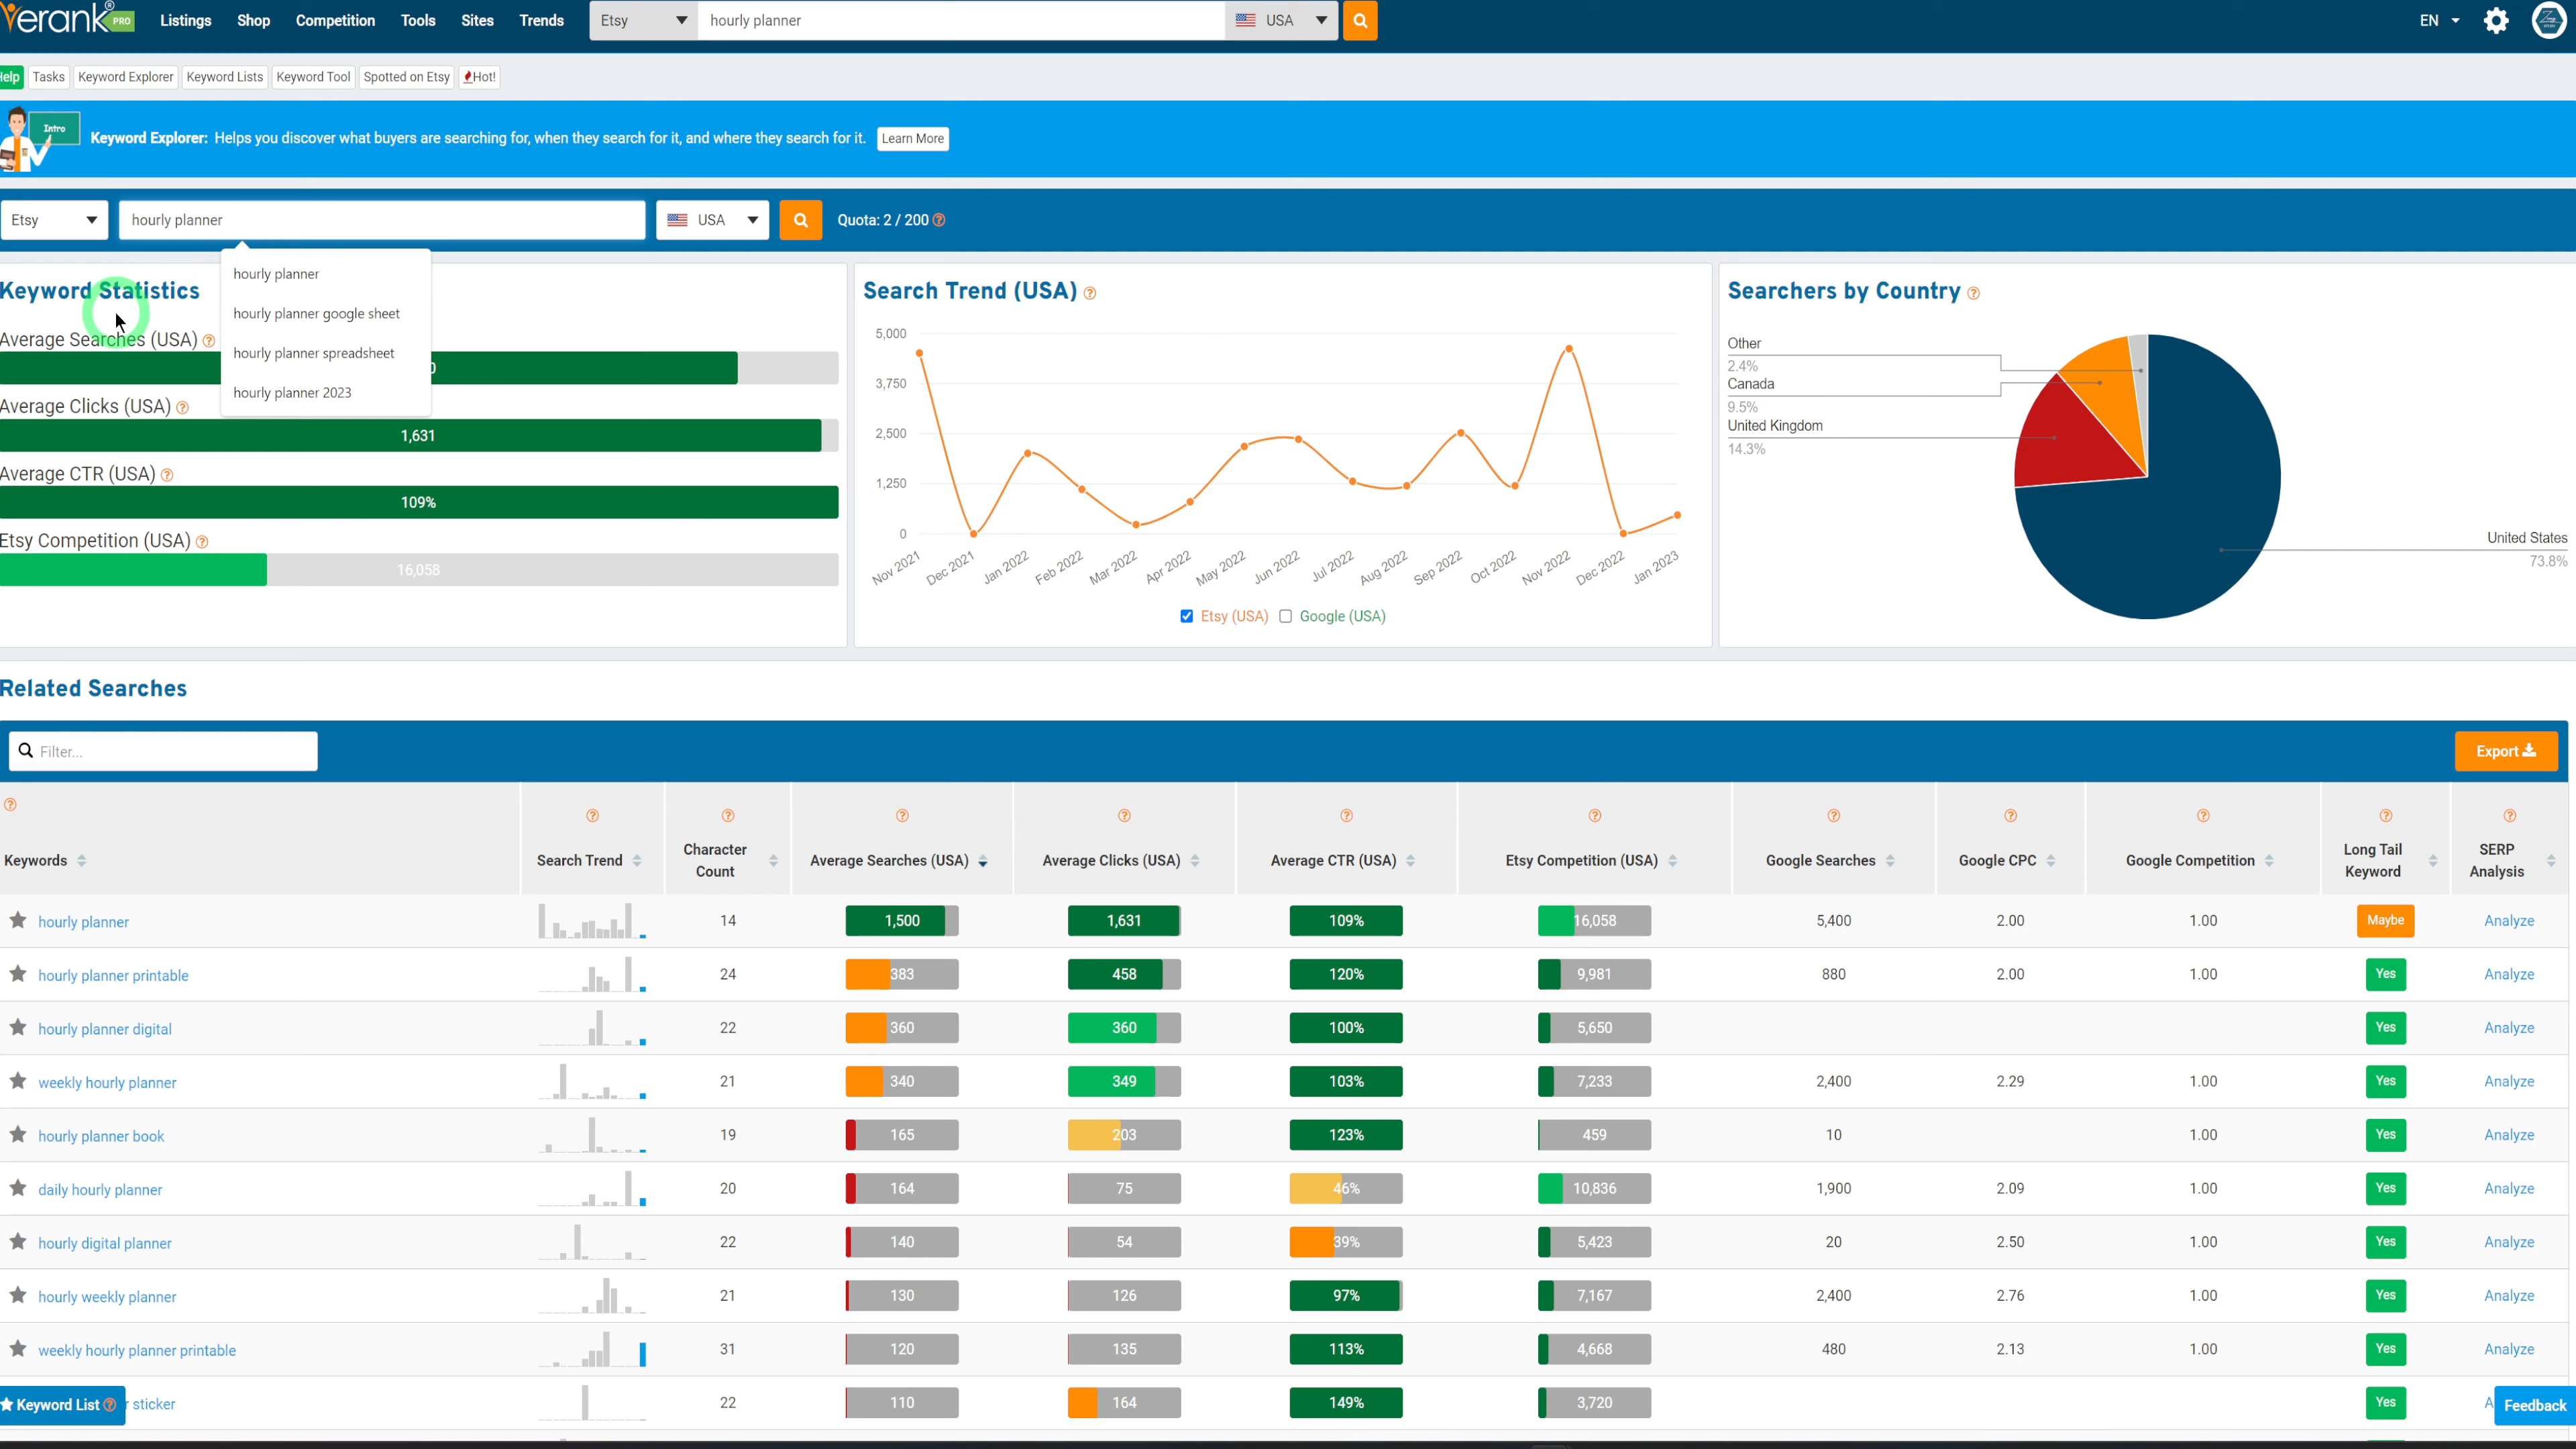 erank® PRO Listings Shop Competition Tools Sites Trends Etsy hourly planner USA EN
Help Tasks Keyword Explorer Keyword Lists Keyword Tool Spotted on Etsy Hot!
Intro Keyword Explorer: Helps you discover what buyers are searching for, when they search for it, and where they search for it. Learn More
Etsy hourly planner USA Quota: 2 / 200
hourly planner
hourly planner google sheet
hourly planner spreadsheet
hourly planner 2023
Keyword Statistics
Average Searches (USA)
0
Average Clicks (USA)
1,631
Average CTR (USA)
109%
Etsy Competition (USA)
16,058
Search Trend (USA)
5,000
3,750
2,500
1,250
0
Nov 2021 Dec 2021 Jan 2022 Feb 2022 Mar 2022 Apr 2022 May 2022 Jun 2022 Jul 2022 Aug 2022 Sep 2022 Oct 2022 Nov 2022 Dec 2022 Jan 2023
Etsy (USA) Google (USA)
Searchers by Country
Other
2.4%
Canada
9.5%
United Kingdom
14.3%
United States
73.8%
Related Searches
Filter... Export
Keywords Search Trend Character Count Average Searches (USA) Average Clicks (USA) Average CTR (USA) Etsy Competition (USA) Google Searches Google CPC Google Competition Long Tail Keyword SERP Analysis
hourly planner 14 1,500 1,631 109% 16,058 5,400 2.00 1.00 Maybe Analyze
hourly planner printable 24 383 458 120% 9,981 880 2.00 1.00 Yes Analyze
hourly planner digital 22 360 360 100% 5,650 Yes Analyze
weekly hourly planner 21 340 349 103% 7,233 2,400 2.29 1.00 Yes Analyze
hourly planner book 19 165 203 123% 459 10 1.00 Yes Analyze
daily hourly planner 20 164 75 46% 10,836 1,900 2.09 1.00 Yes Analyze
hourly digital planner 22 140 54 39% 5,423 20 2.50 1.00 Yes Analyze
hourly weekly planner 21 130 126 97% 7,167 2,400 2.76 1.00 Yes Analyze
weekly hourly planner printable 31 120 135 113% 4,668 480 2.13 1.00 Yes Analyze
Keyword List r sticker 22 110 164 149% 3,720 Yes A Feedback